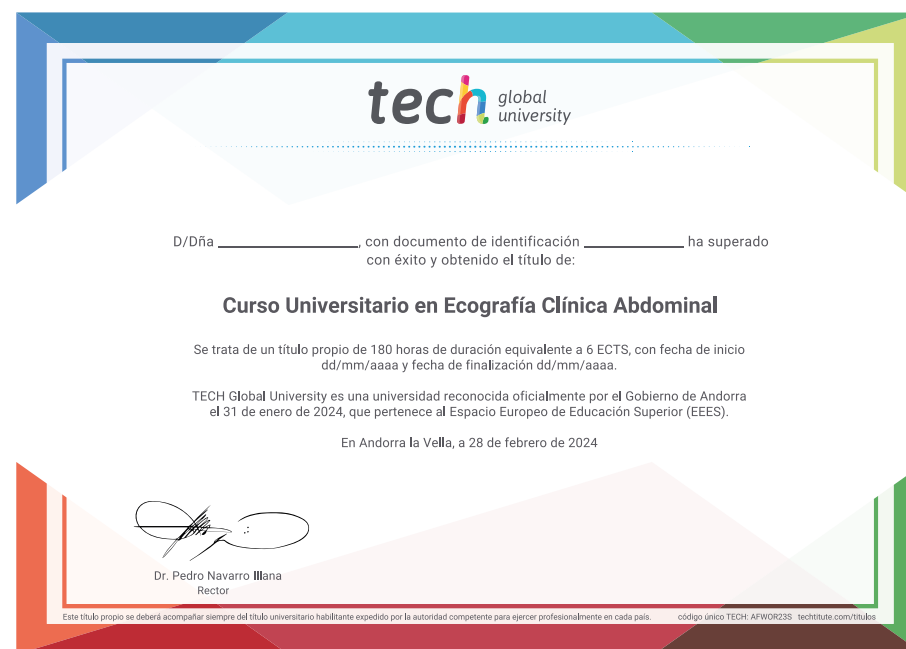 tech global
university
D/Dña ______________, con documento de identificación __________ ha superado
con éxito y obtenido el título de:
Curso Universitario en Ecografía Clínica Abdominal
Se trata de un título propio de 180 horas de duración equivalente a 6 ECTS, con fecha de inicio
dd/mm/aaaa y fecha de finalización dd/mm/aaaa.
TECH Global University es una universidad reconocida oficialmente por el Gobierno de Andorra
el 31 de enero de 2024, que pertenece al Espacio Europeo de Educación Superior (EEES).
En Andorra la Vella, a 28 de febrero de 2024
Dr. Pedro Navarro Illana
Rector
Este título propio se deberá acompañar siempre del título universitario habilitante expedido por la autoridad competente para ejercer profesionalmente en cada país. código único TECH: AFWOR23S techtitute.com/titulos